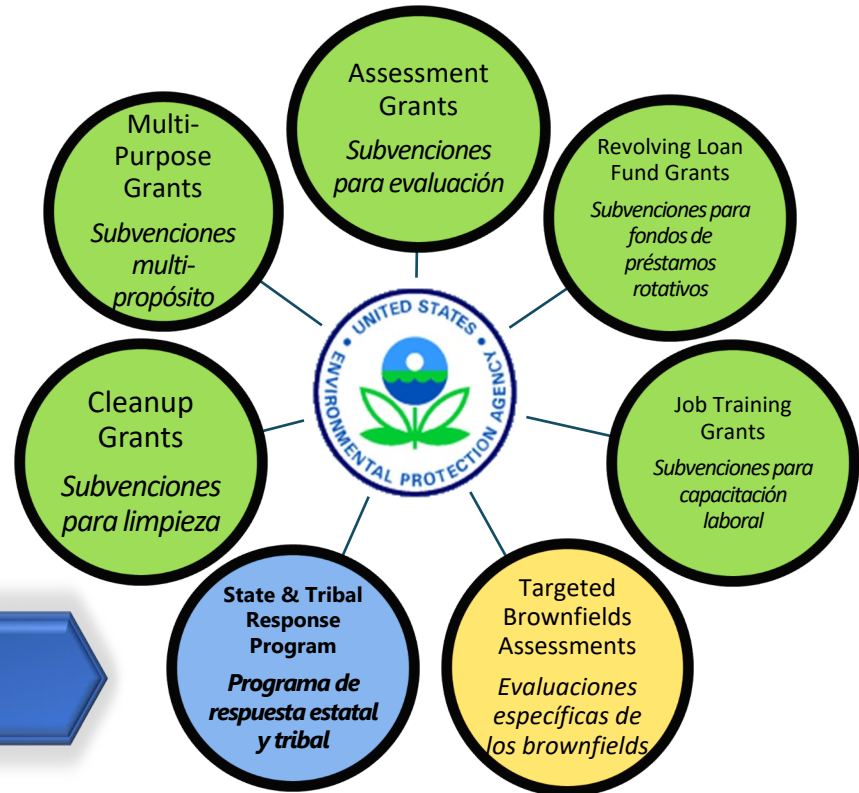 Assessment
Grants
Subvenciones
para evaluación
Multi-
Purpose
Grants
Subvenciones
multi-
propósito
Revolving Loan
Fund Grants
Subvenciones para
fondos de
préstamos
rotativos
UNITED STATES • ENVIRONMENTAL PROTECTION AGENCY •
Cleanup
Grants
Subvenciones
para limpieza
Job Training
Grants
Subvenciones para
capacitación
laboral
State & Tribal
Response
Program
Programa de
respuesta estatal
y tribal
Targeted
Brownfields
Assessments
Evaluaciones
específicas de
los brownfields